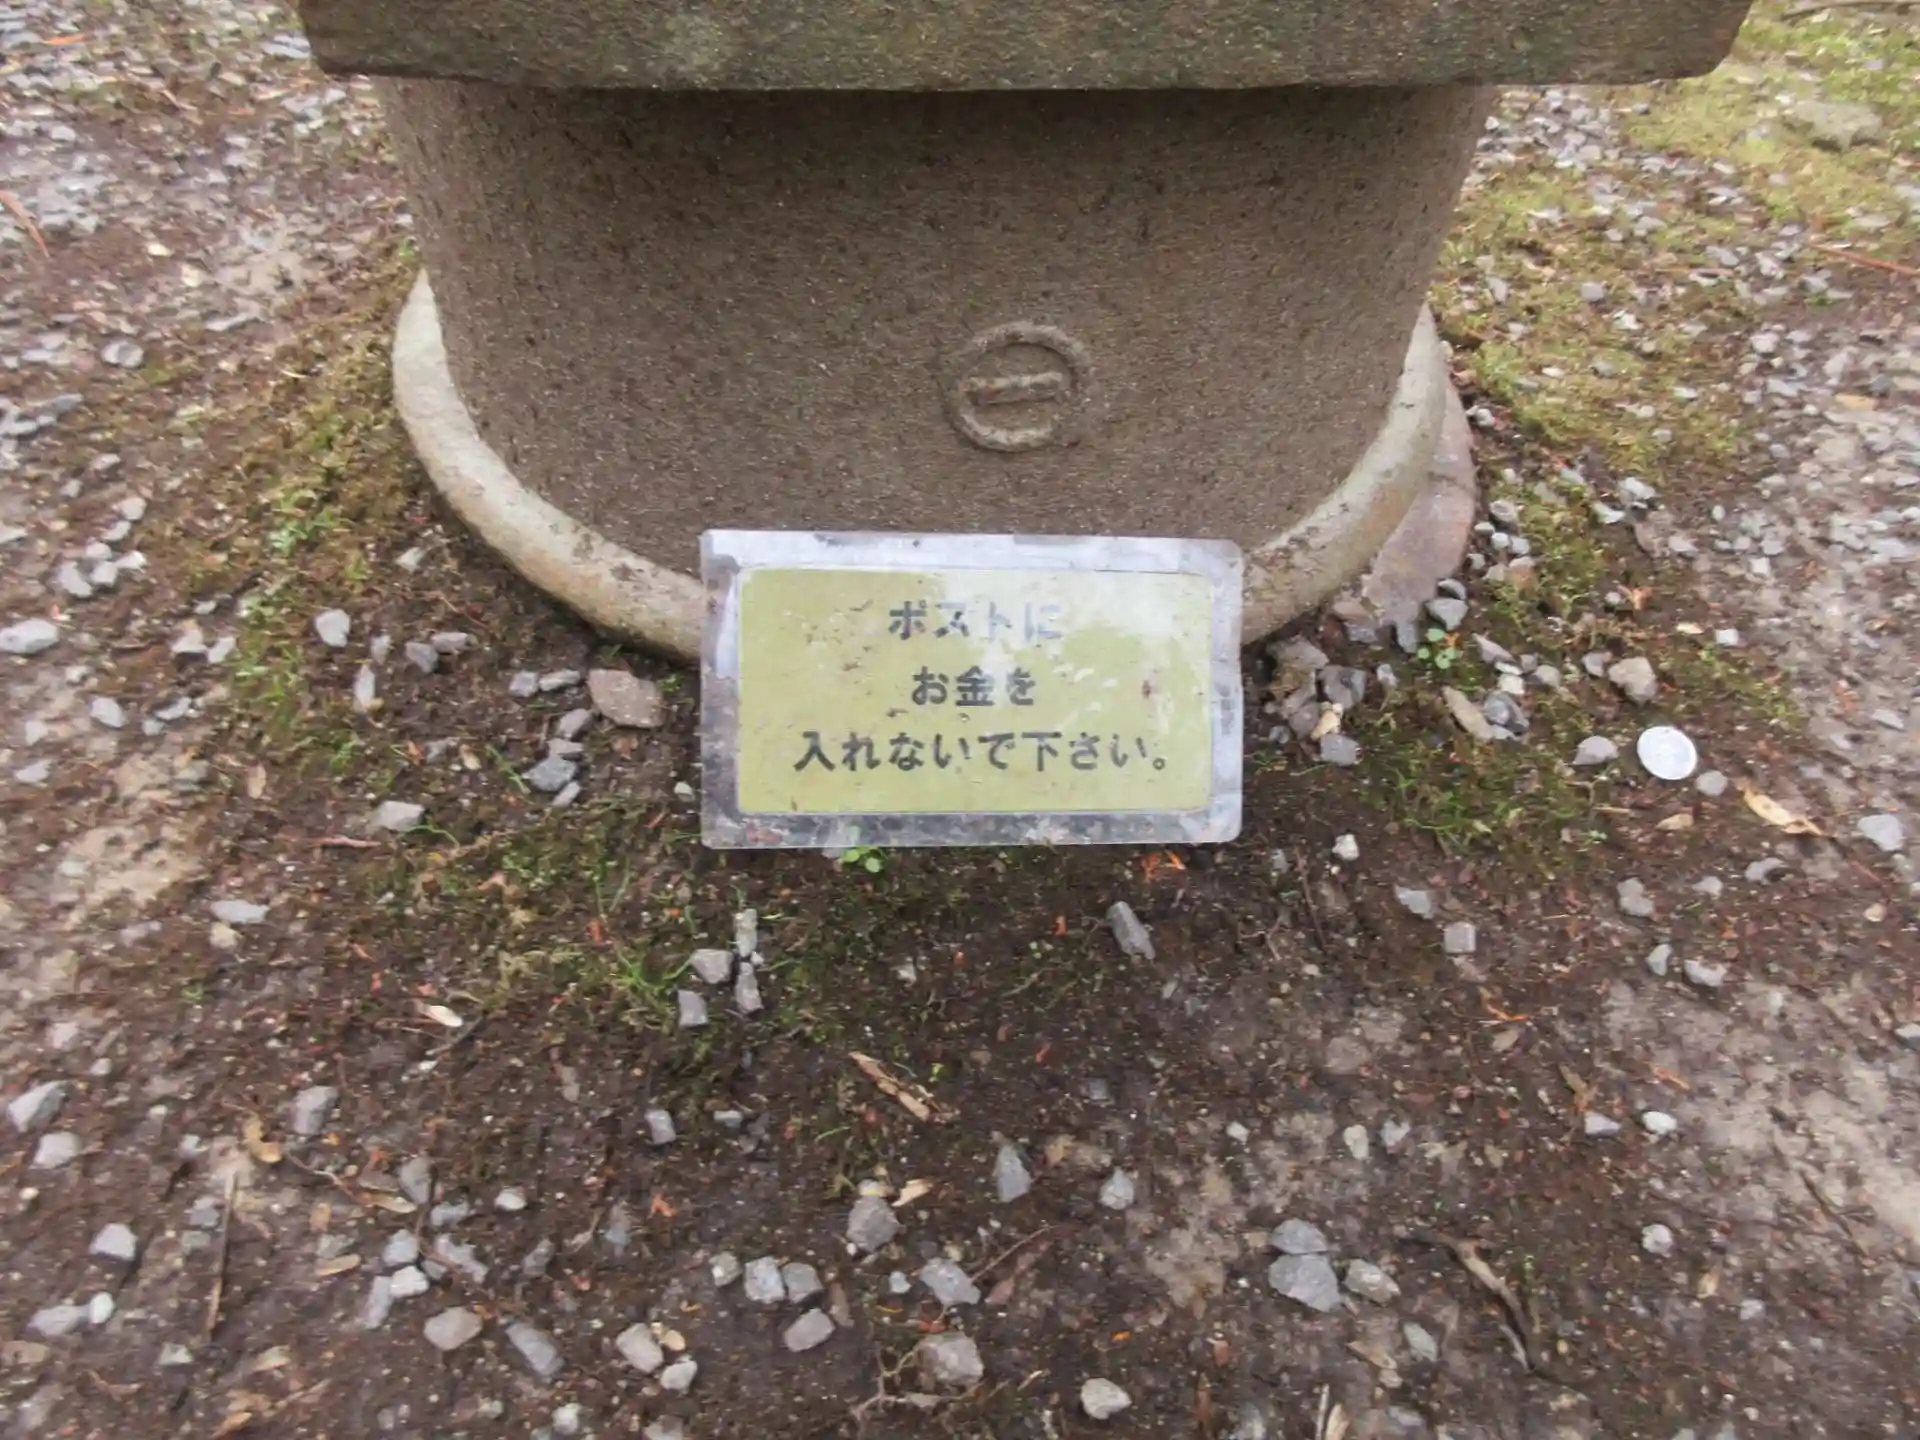 ポストに
お金を
入れないで下さい。